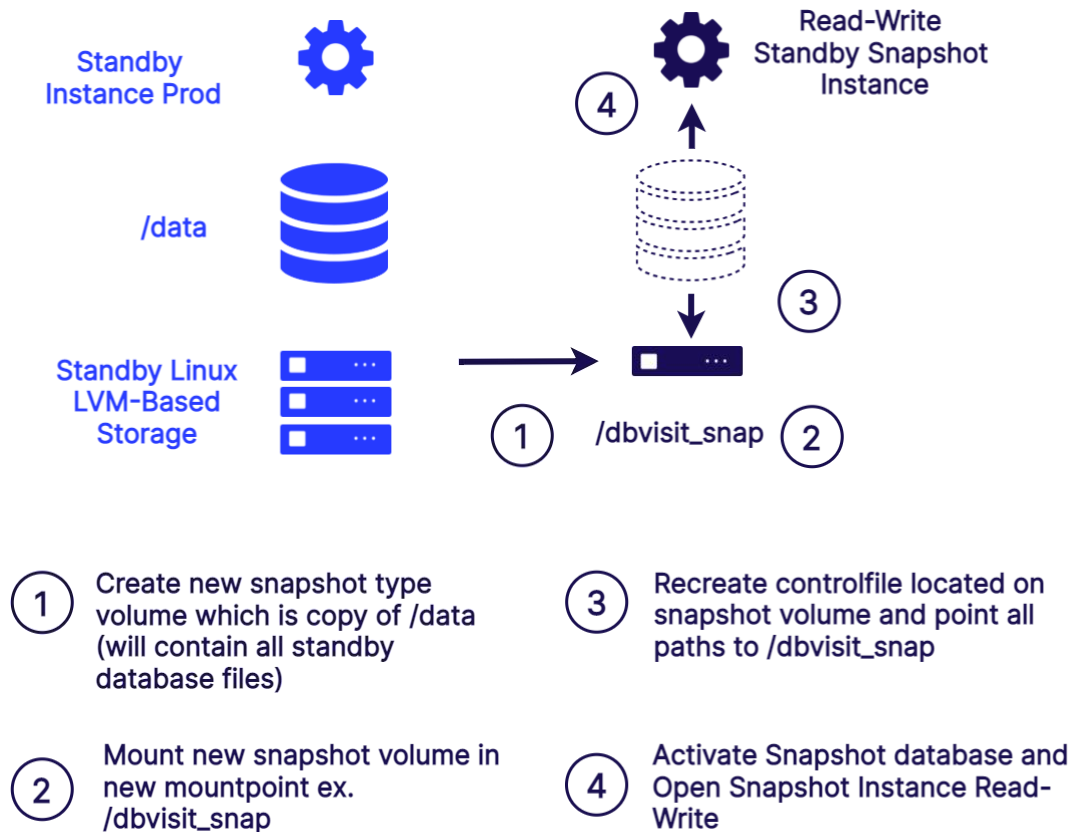 Standby
Instance Prod
Read-Write
Standby Snapshot
Instance
4
/data
3
Standby Linux
LVM-Based
Storage
1
/dbvisit_snap
2
1
Create new snapshot type
volume which is copy of /data
(will contain all standby
database files)
2
Mount new snapshot volume in
new mountpoint ex.
/dbvisit_snap
3
Recreate controlfile located on
snapshot volume and point all
paths to /dbvisit_snap
4
Activate Snapshot database and
Open Snapshot Instance Read-
Write